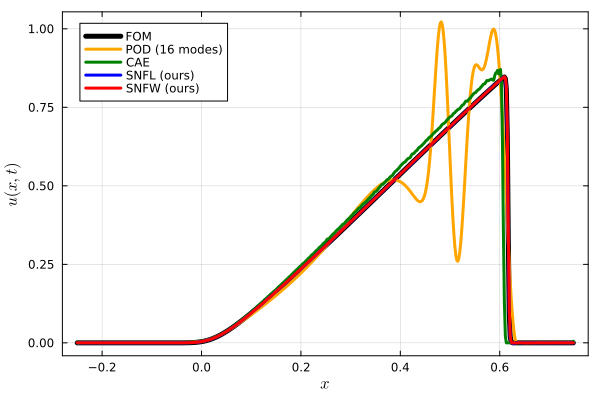 1.00
0.75
0.50
0.25
0.00
u(x, t)
FOM
POD (16 modes)
CAE
SNFL (ours)
SNFW (ours)
−0.2 0.0 0.2 0.4 0.6
x